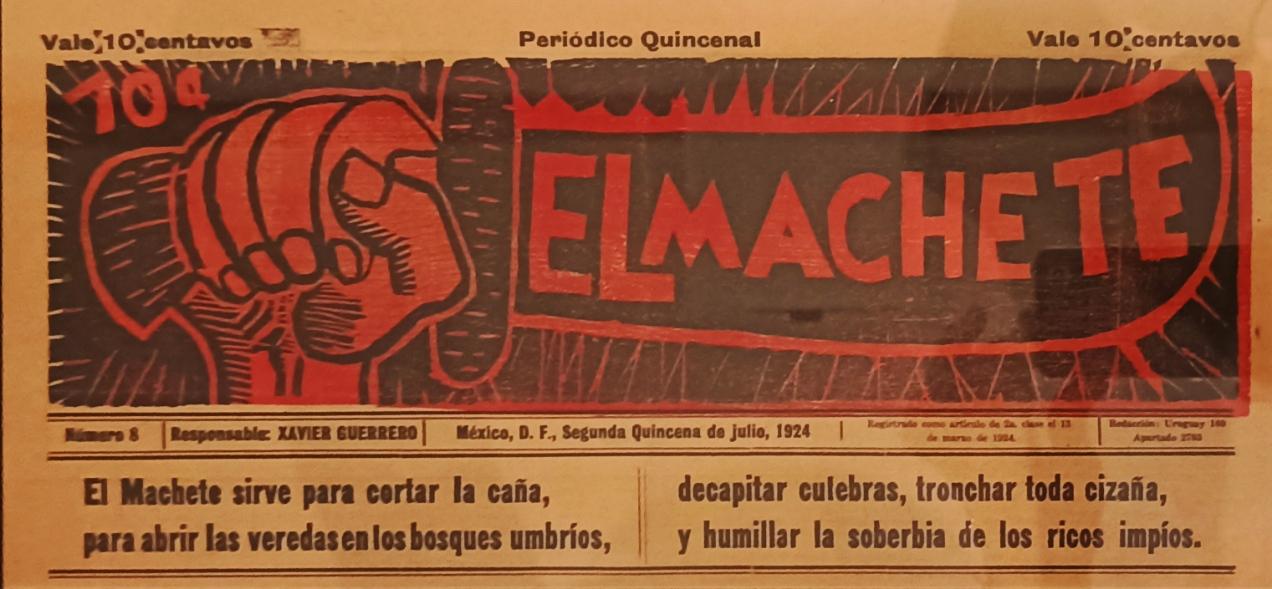 Vale 10 centavos
Periódico Quincenal
Vale 10 centavos
10¢
EL MACHETE
Número 8
Responsable: XAVIER GUERRERO
México, D. F., Segunda Quincena de julio, 1924
Registrado como artículo de 2a. clase el 13
de marzo de 1924.
Redacción: Uruguay 160
Apartado 2703
El Machete sirve para cortar la caña,
para abrir las veredas en los bosques umbríos,
decapitar culebras, tronchar toda cizaña,
y humillar la soberbia de los ricos impíos.